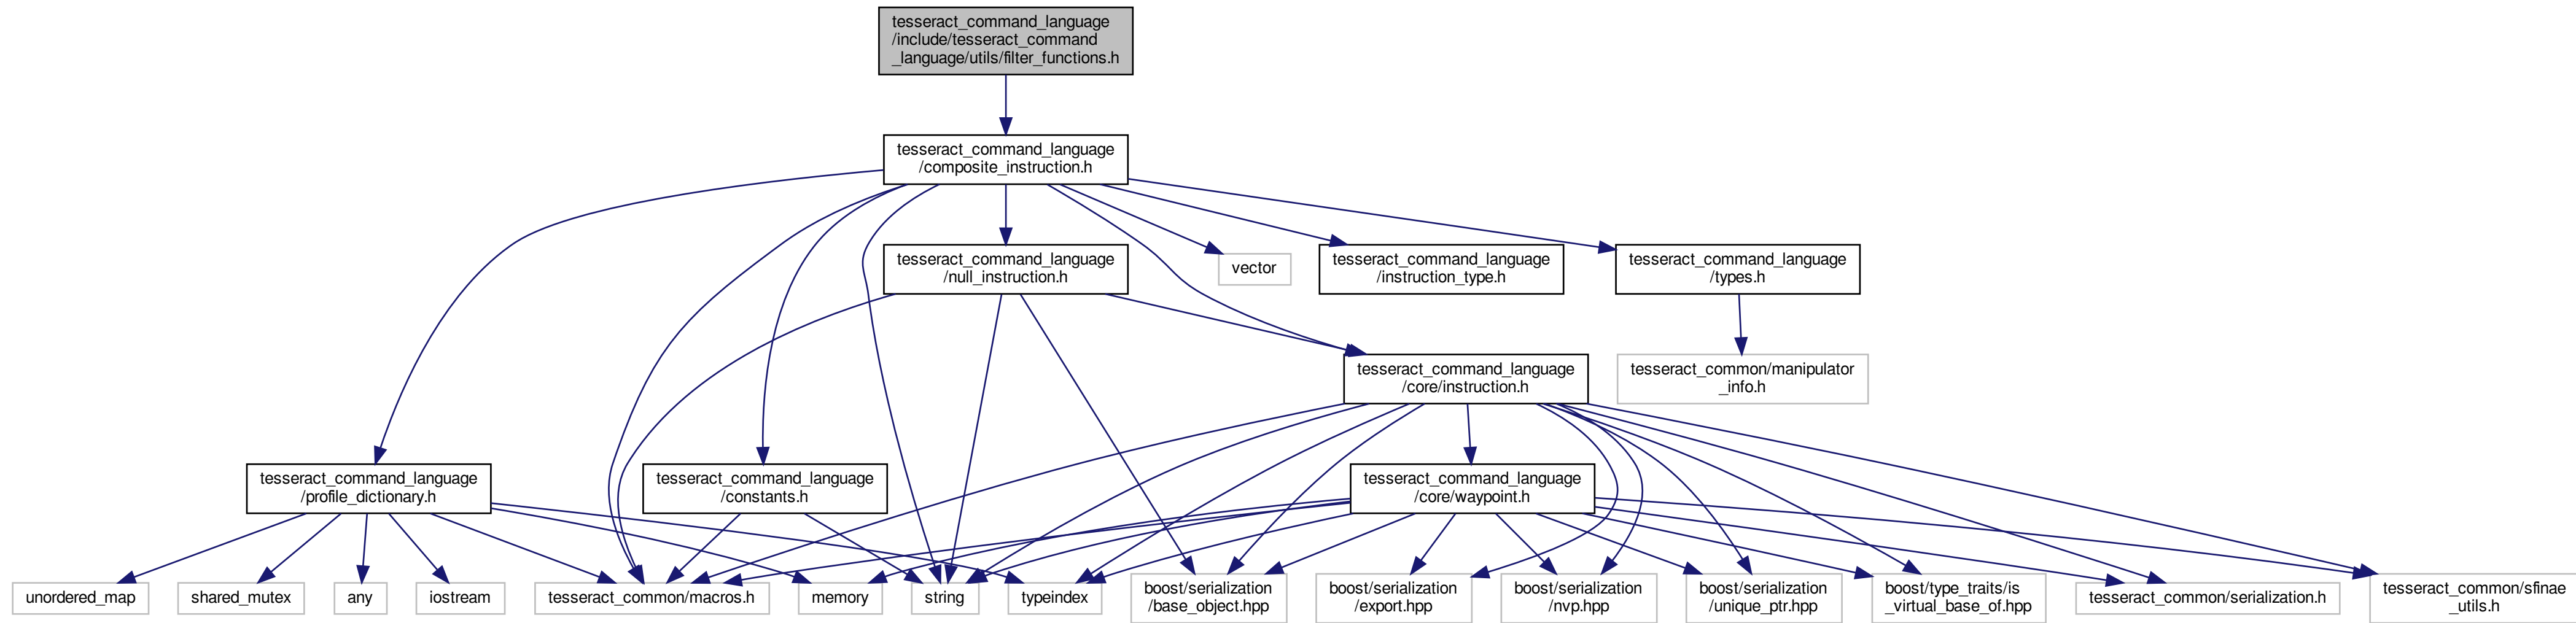 tesseract_command_language
/include/tesseract_command
_language/utils/filter_functions.h
tesseract_command_language
/composite_instruction.h
tesseract_command_language
/null_instruction.h
vector
tesseract_command_language
/instruction_type.h
tesseract_command_language
/types.h
tesseract_command_language
/core/instruction.h
tesseract_common/manipulator
_info.h
tesseract_command_language
/profile_dictionary.h
tesseract_command_language
/constants.h
tesseract_command_language
/core/waypoint.h
unordered_map
shared_mutex
any
iostream
tesseract_common/macros.h
memory
string
typeindex
boost/serialization
/base_object.hpp
boost/serialization
/export.hpp
boost/serialization
/nvp.hpp
boost/serialization
/unique_ptr.hpp
boost/type_traits/is
_virtual_base_of.hpp
tesseract_common/serialization.h
tesseract_common/sfinae
_utils.h